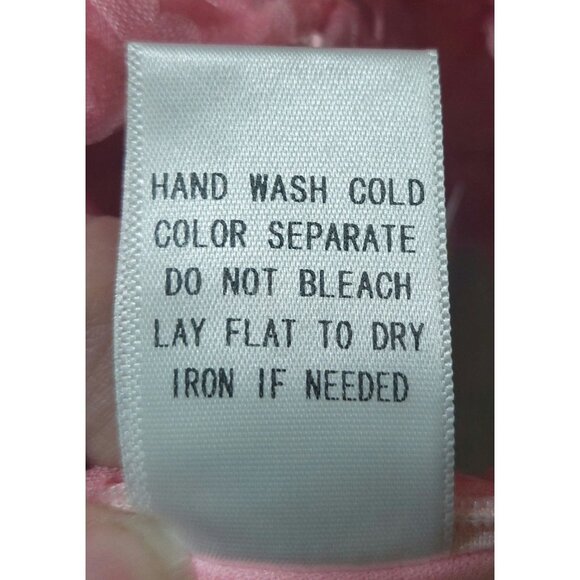 HAND WASH COLD
COLOR SEPARATE
DO NOT BLEACH
LAY FLAT TO DRY
IRON IF NEEDED